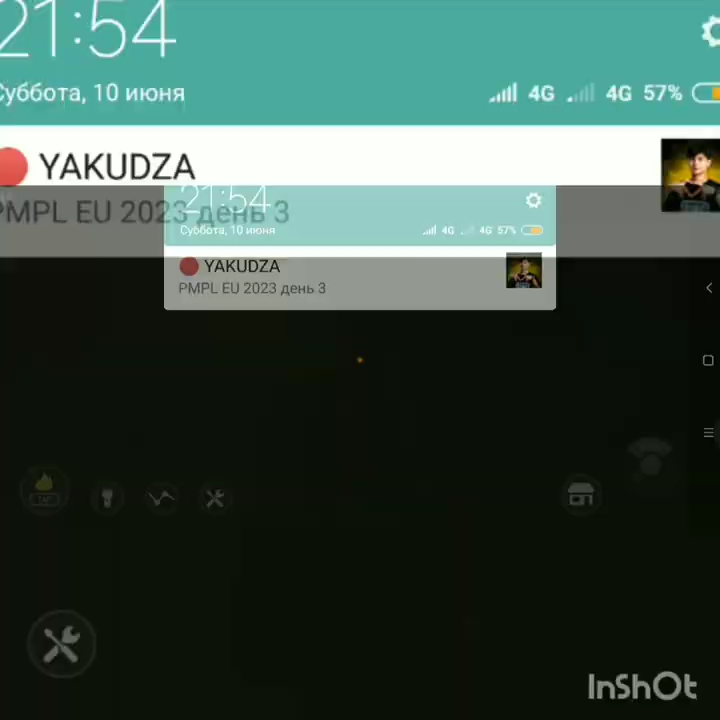 21:54
Суббота, 10 июня
4G 4G 57%
YAKUDZA
PMPL EU 2023 день 3
21:54
Суббота, 10 июня
4G 4G 57%
YAKUDZA
PMPL EU 2023 день 3
InShOt